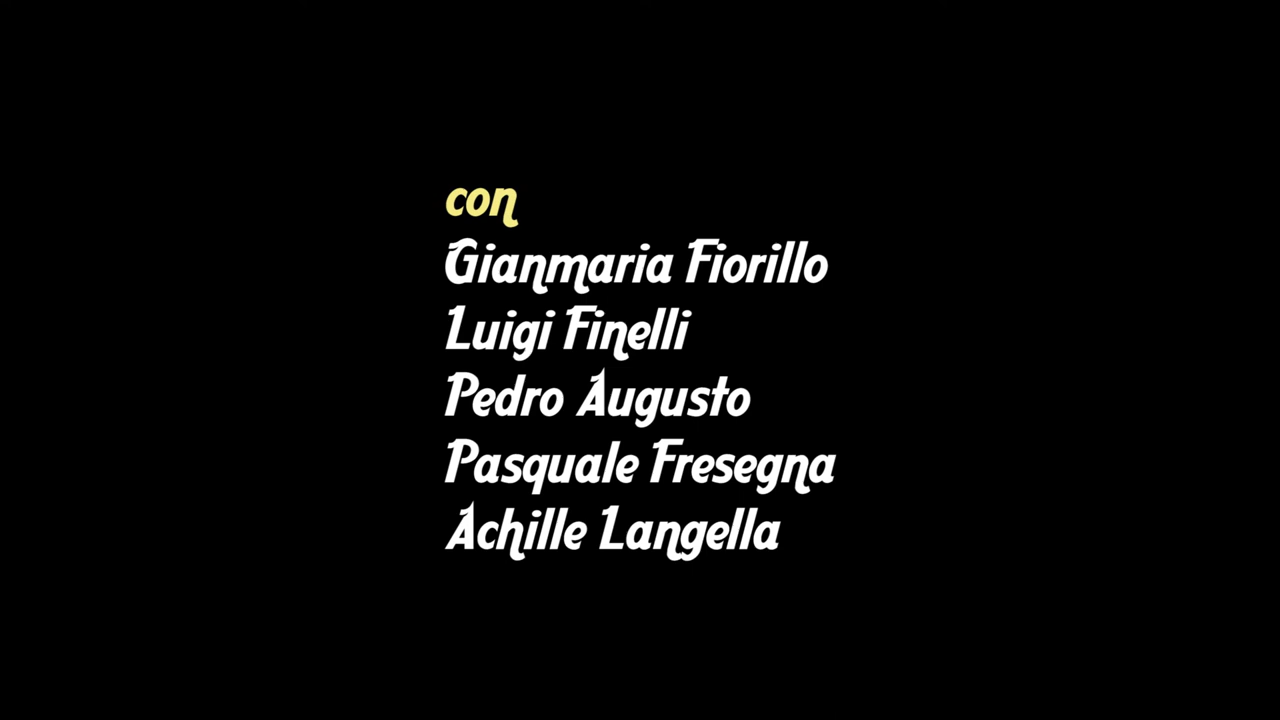 con
Gianmaria Fiorillo
Luigi Finelli
Pedro Augusto
Pasquale Fresegna
Achille Langella